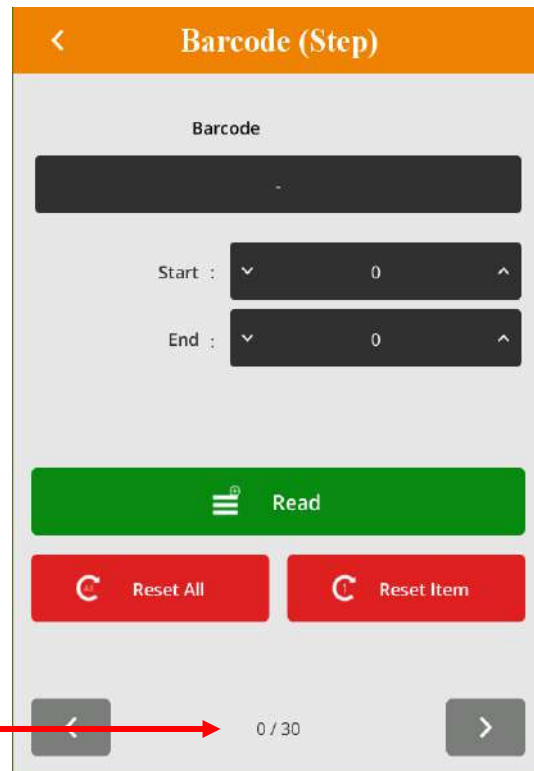 Barcode (Step)
Barcode
-
Start : 0
End : 0
Read
Reset All
Reset Item
0 / 30